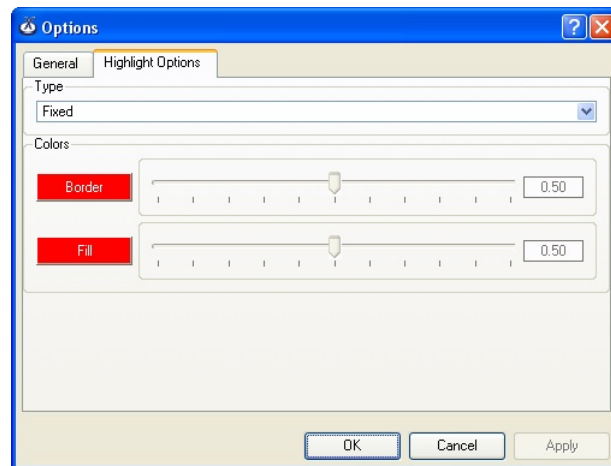 Options
General Highlight Options
Type
Fixed
Colors
Border 0.50
Fill 0.50
OK Cancel Apply